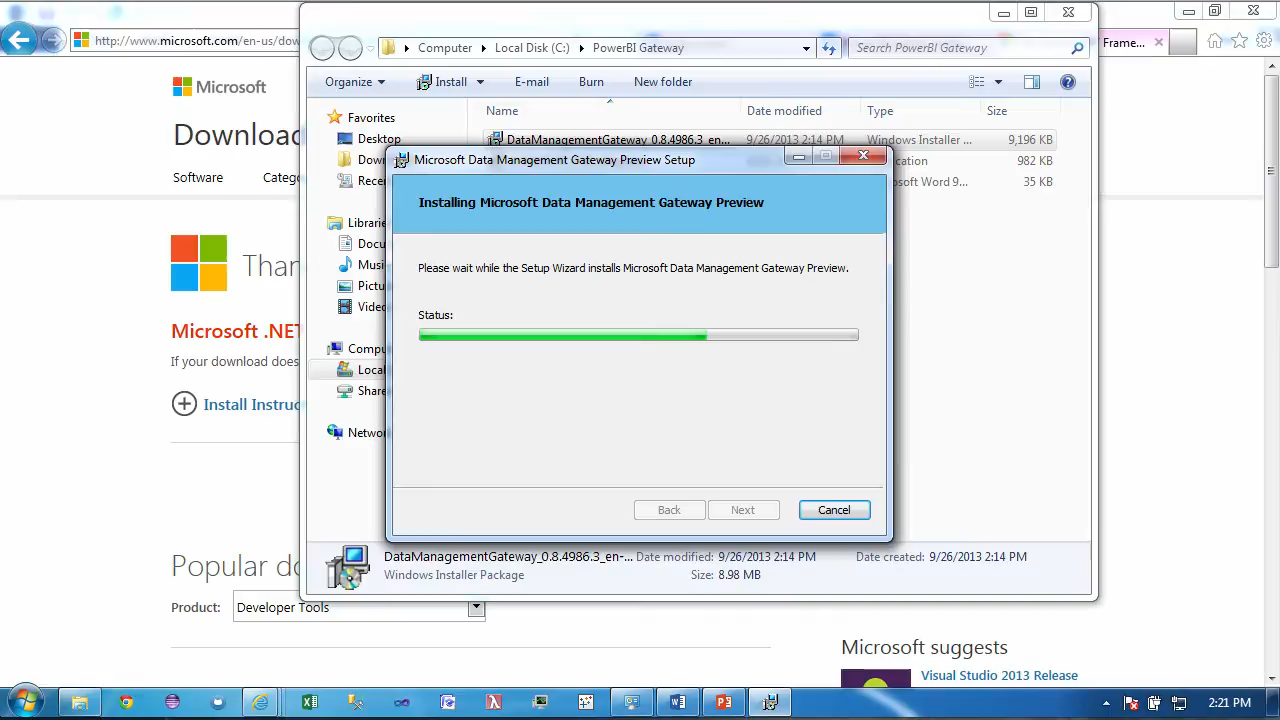 http://www.microsoft.com/en-us/dow
Computer
Local Disk (C:)
PowerBI Gateway
Search PowerBI Gateway
Frame...
Organize
Install
E-mail
Burn
New folder
Microsoft
Name
Date modified
Type
Size
Favorites
Desktop
DataManagementGateway_0.8.4986.3_en...
9/26/2013 2:14 PM
Windows Installer ...
9,196 KB
982 KB
35 KB
Software
Microsoft Data Management Gateway Preview Setup
Installing Microsoft Data Management Gateway Preview
Please wait while the Setup Wizard installs Microsoft Data Management Gateway Preview.
Microsoft .NET
If your download does
Status:
Install Instruc
Back
Next
Cancel
DataManagementGateway_0.8.4986.3_en-...
Date modified: 9/26/2013 2:14 PM
Date created: 9/26/2013 2:14 PM
Windows Installer Package
Size: 8.98 MB
Popular do
Product:
Developer Tools
Microsoft suggests
Visual Studio 2013 Release
2:21 PM